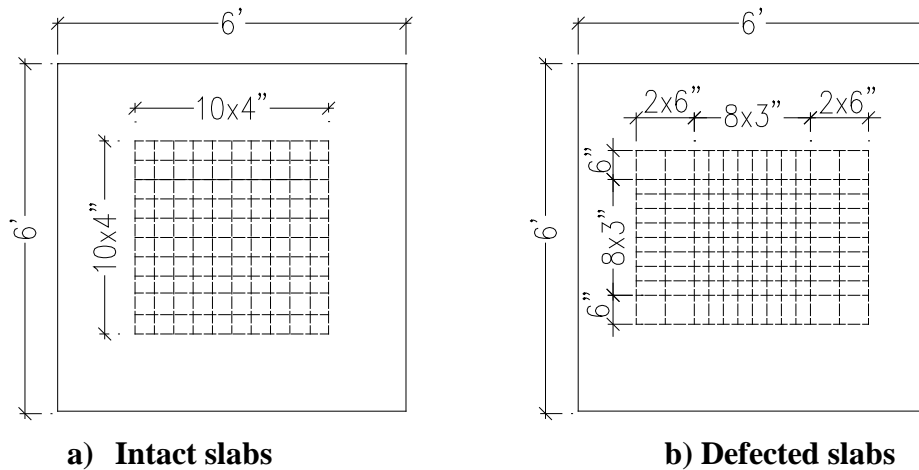 6'
6'
10x4"
10x4"
a) Intact slabs
6'
6'
2x6"
8x3"
2x6"
6"
8x3"
6"
b) Defected slabs